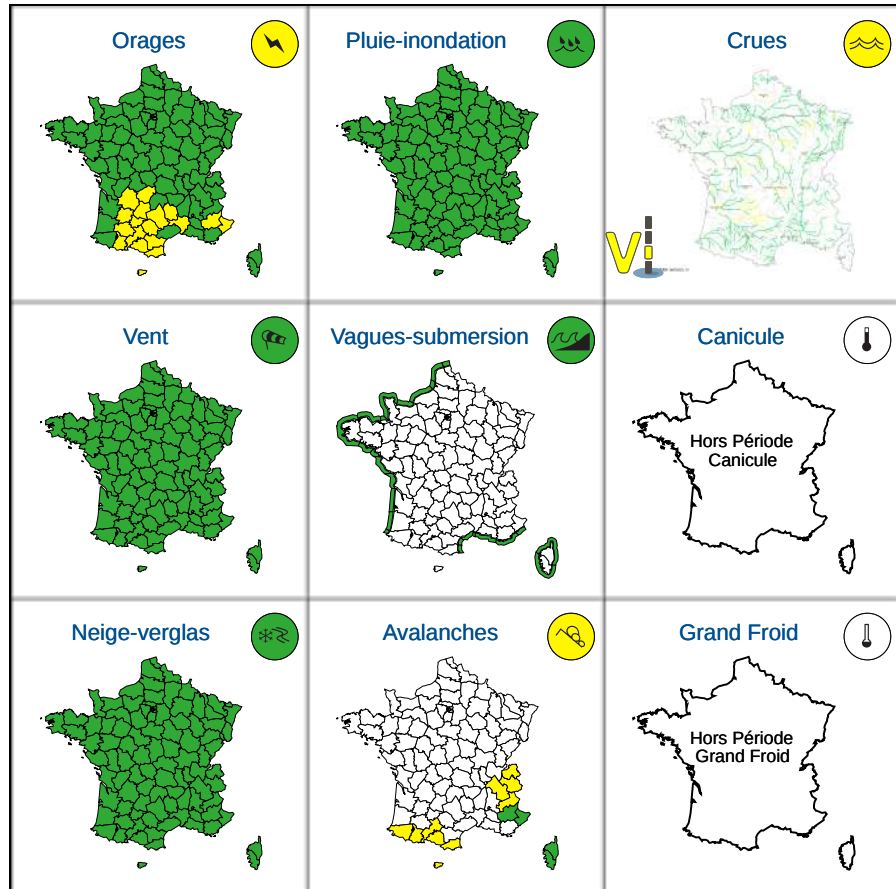 Orages
Pluie-inondation
Crues
Vi
Vent
Vagues-submersion
Canicule
Hors Période
Canicule
Neige-verglas
Avalanches
Grand Froid
Hors Période
Grand Froid